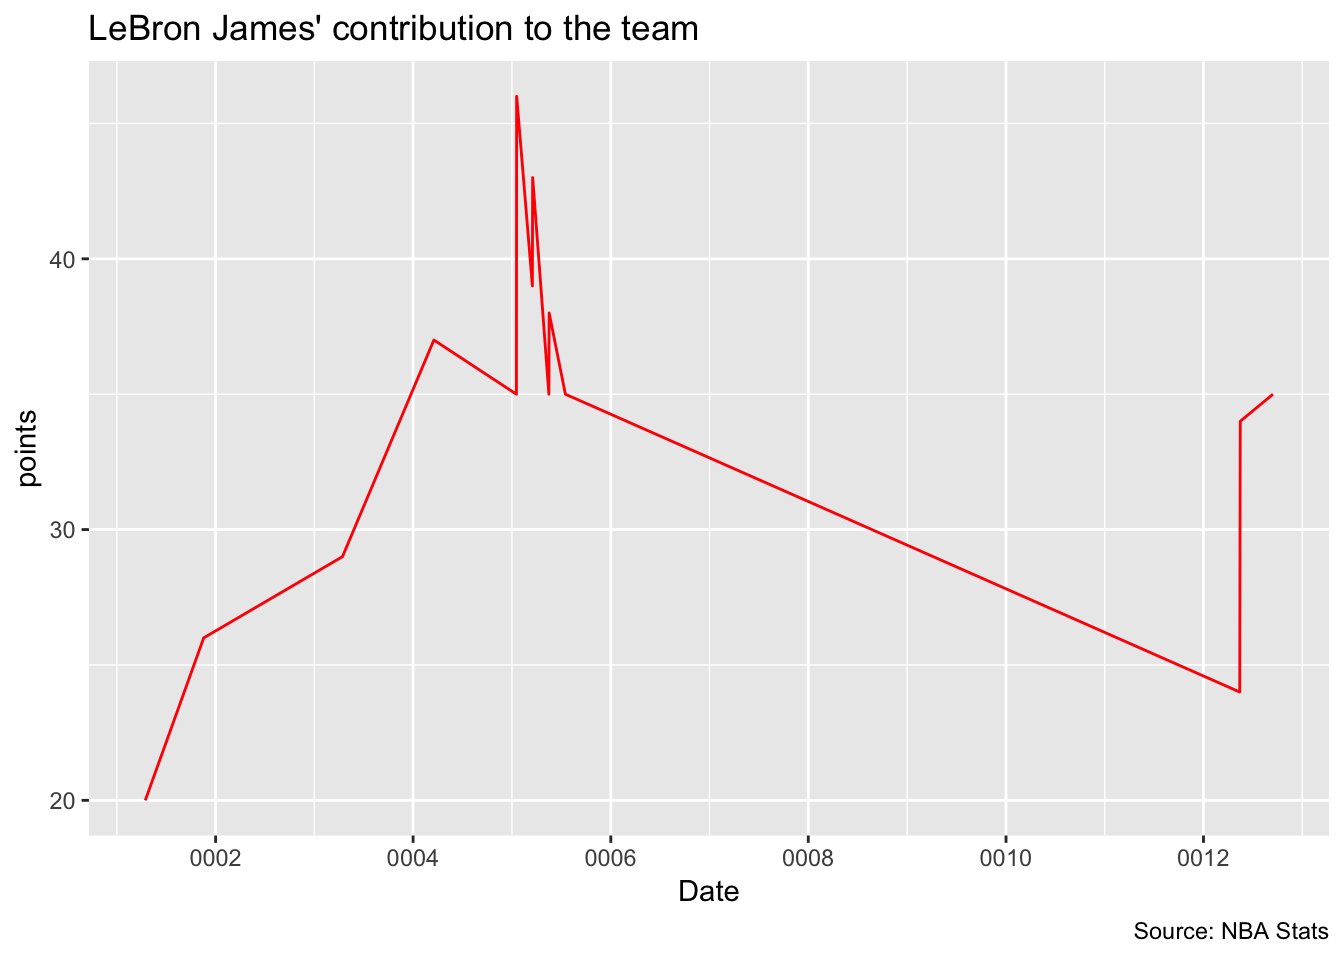 LeBron James' contribution to the team
points
40
30
20
0002 0004 0006 0008 0010 0012
Date
Source: NBA Stats